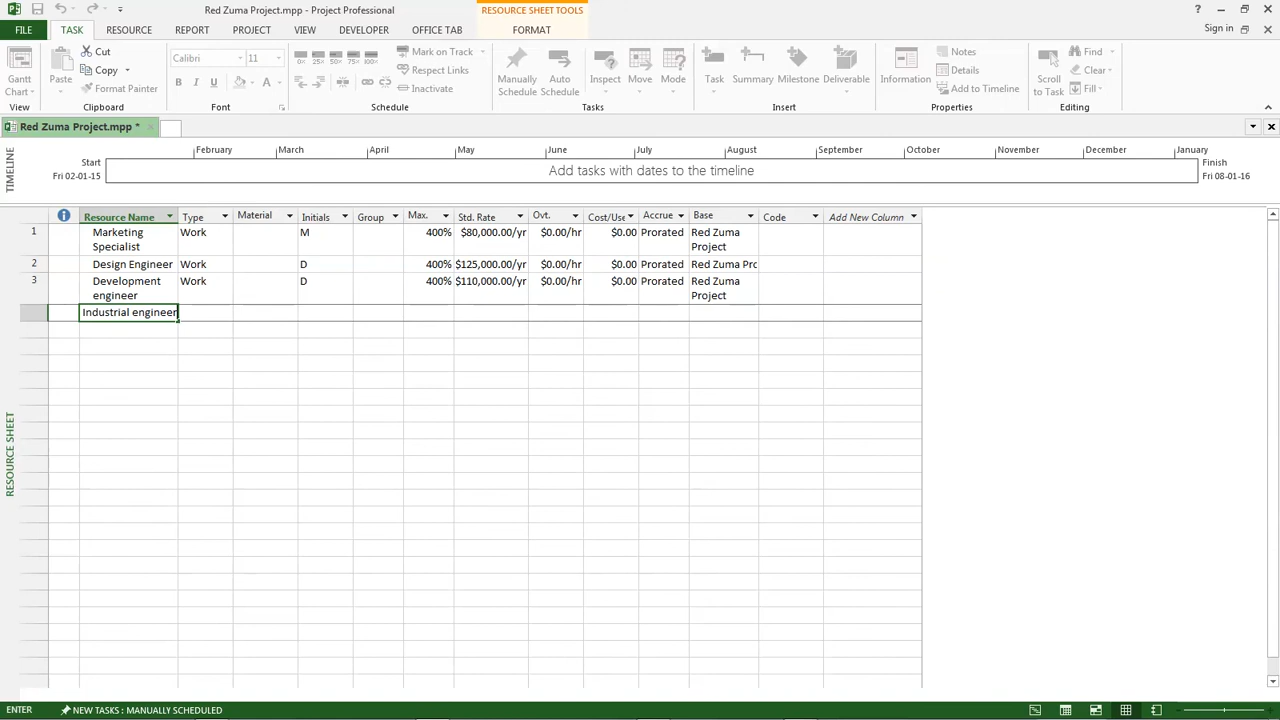 Red Zuma Project.mpp - Project Professional
RESOURCE SHEET TOOLS
?
FILE TASK RESOURCE REPORT PROJECT VIEW DEVELOPER OFFICE TAB FORMAT
Sign in
Gantt Chart
View
Paste
Cut
Copy
Format Painter
Clipboard
Calibri 11
B I U A
Font
0% 25% 50% 75% 100%
Mark on Track
Respect Links
Inactivate
Schedule
Manually Schedule
Auto Schedule
Inspect
Move
Mode
Tasks
Task
Summary
Milestone
Deliverable
Insert
Information
Notes
Details
Add to Timeline
Properties
Scroll to Task
Find
Clear
Fill
Editing
Red Zuma Project.mpp *
TIMELINE
February March April May June July August September October November December January
Start
Fri 02-01-15
Add tasks with dates to the timeline
Finish
Fri 08-01-16
RESOURCE SHEET
Resource Name Type Material Initials Group Max. Std. Rate Ovt. Cost/Use Accrue Base Code Add New Column
1 Marketing Specialist Work M 400% $80,000.00/yr $0.00/hr $0.00 Prorated Red Zuma Project
2 Design Engineer Work D 400% $125,000.00/yr $0.00/hr $0.00 Prorated Red Zuma Prc
3 Development engineer Work D 400% $110,000.00/yr $0.00/hr $0.00 Prorated Red Zuma Project
Industrial engineer
ENTER NEW TASKS : MANUALLY SCHEDULED